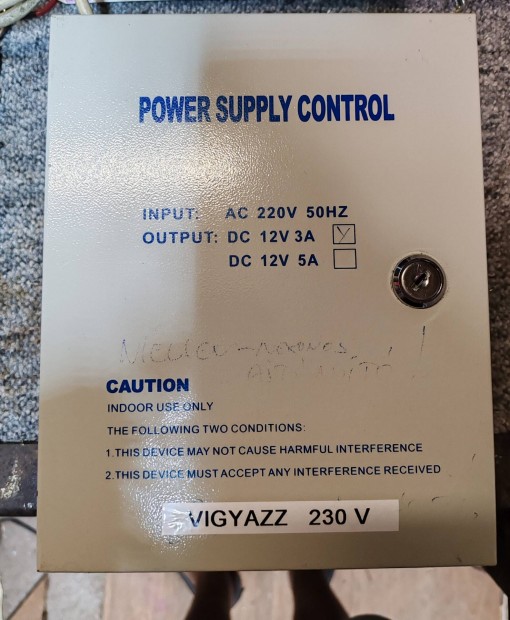 POWER SUPPLY CONTROL
INPUT: AC 220V 50HZ
OUTPUT: DC 12V 3A
DC 12V 5A
CAUTION
INDOOR USE ONLY
THE FOLLOWING TWO CONDITIONS:
1.THIS DEVICE MAY NOT CAUSE HARMFUL INTERFERENCE
2.THIS DEVICE MUST ACCEPT ANY INTERFERENCE RECEIVED
VIGYAZZ 230 V